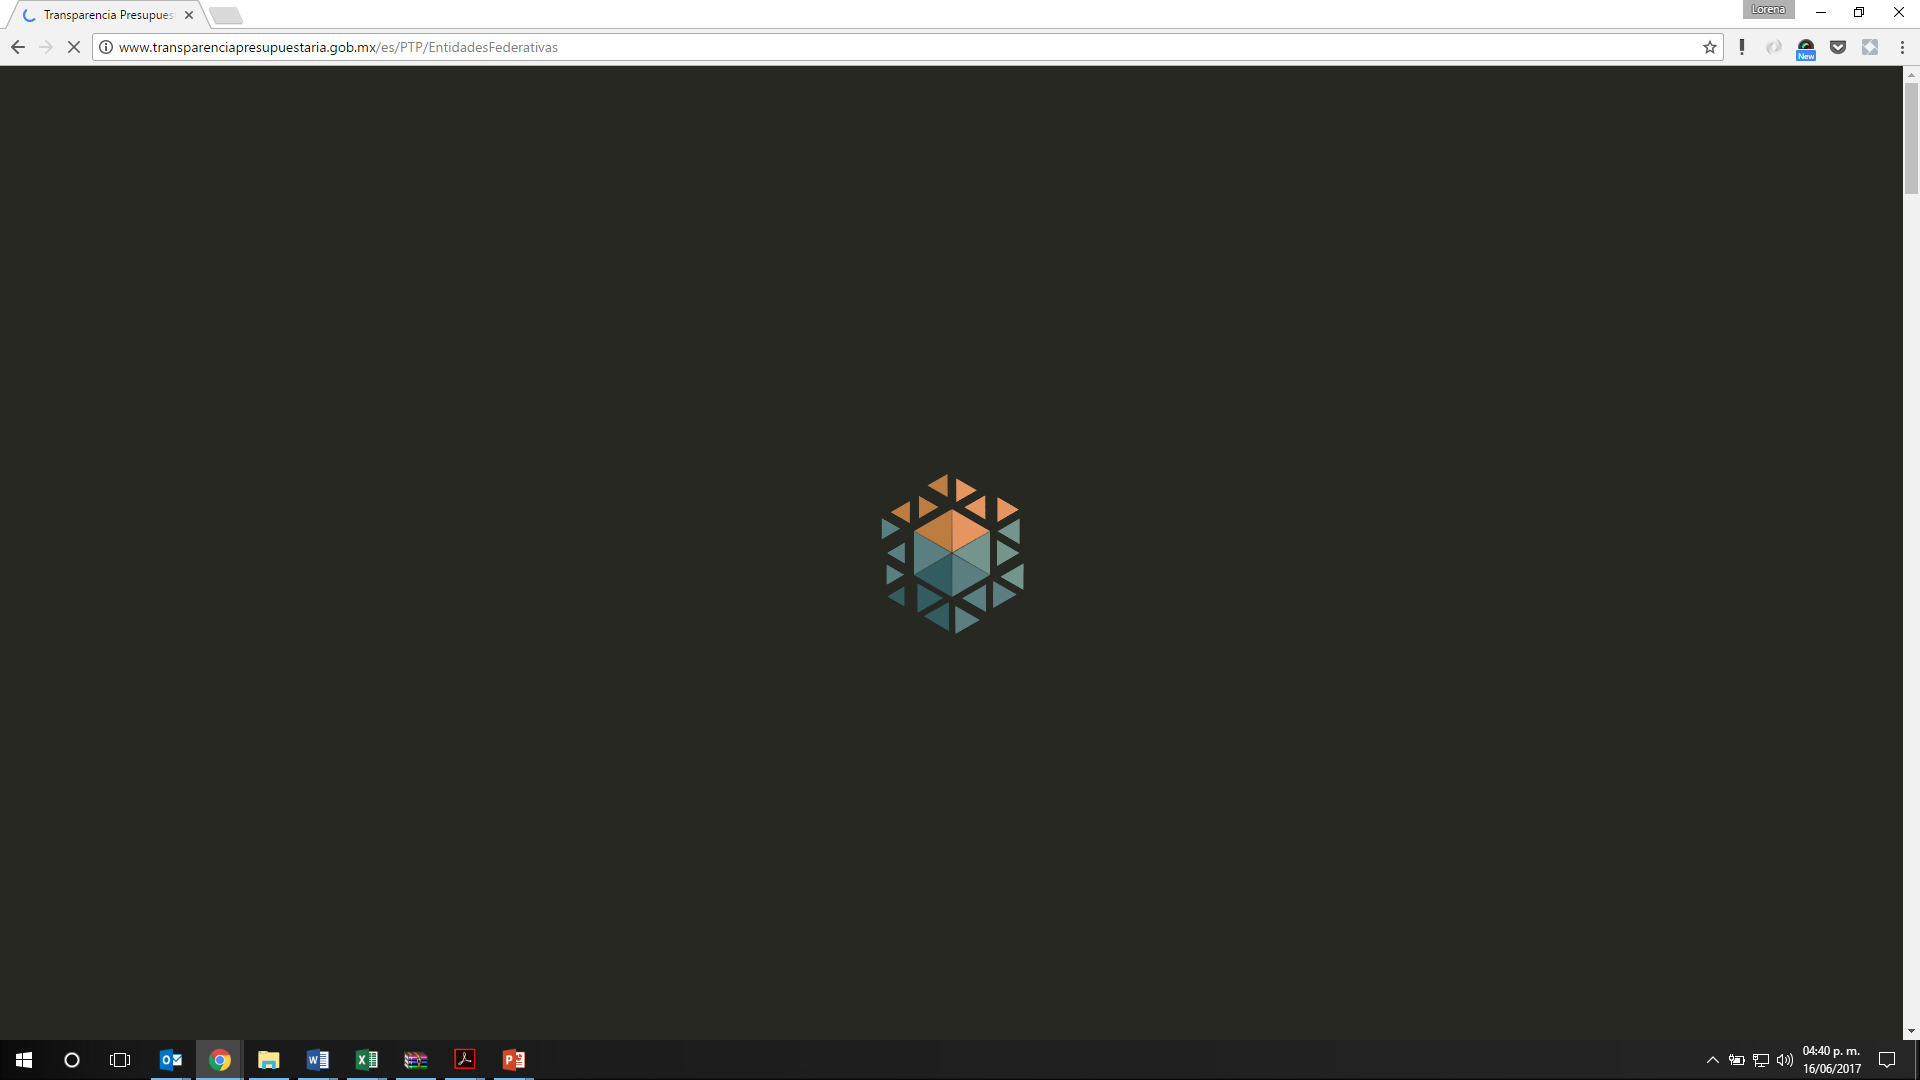 Transparencia Presupues
Lorena
www.transparenciapresupuestaria.gob.mx/es/PTP/EntidadesFederativas
New
04:40 p. m.
16/06/2017